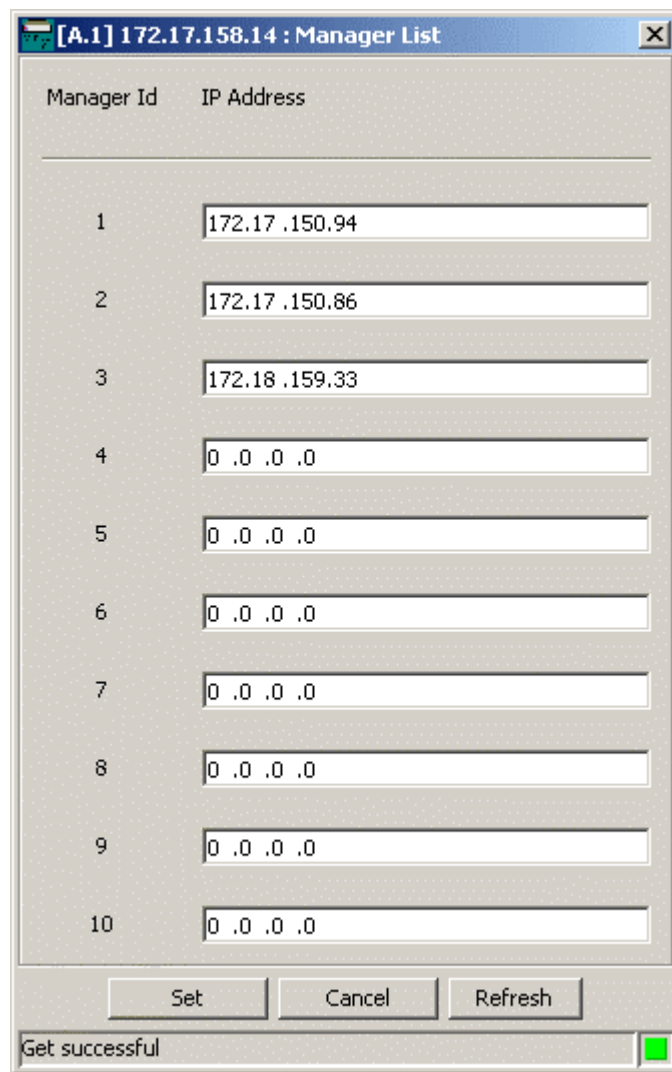 [A.1] 172.17.158.14 : Manager List
Manager Id IP Address
1 172.17 .150.94
2 172.17 .150.86
3 172.18 .159.33
4 0 .0 .0 .0
5 0 .0 .0 .0
6 0 .0 .0 .0
7 0 .0 .0 .0
8 0 .0 .0 .0
9 0 .0 .0 .0
10 0 .0 .0 .0
Set Cancel Refresh
Get successful